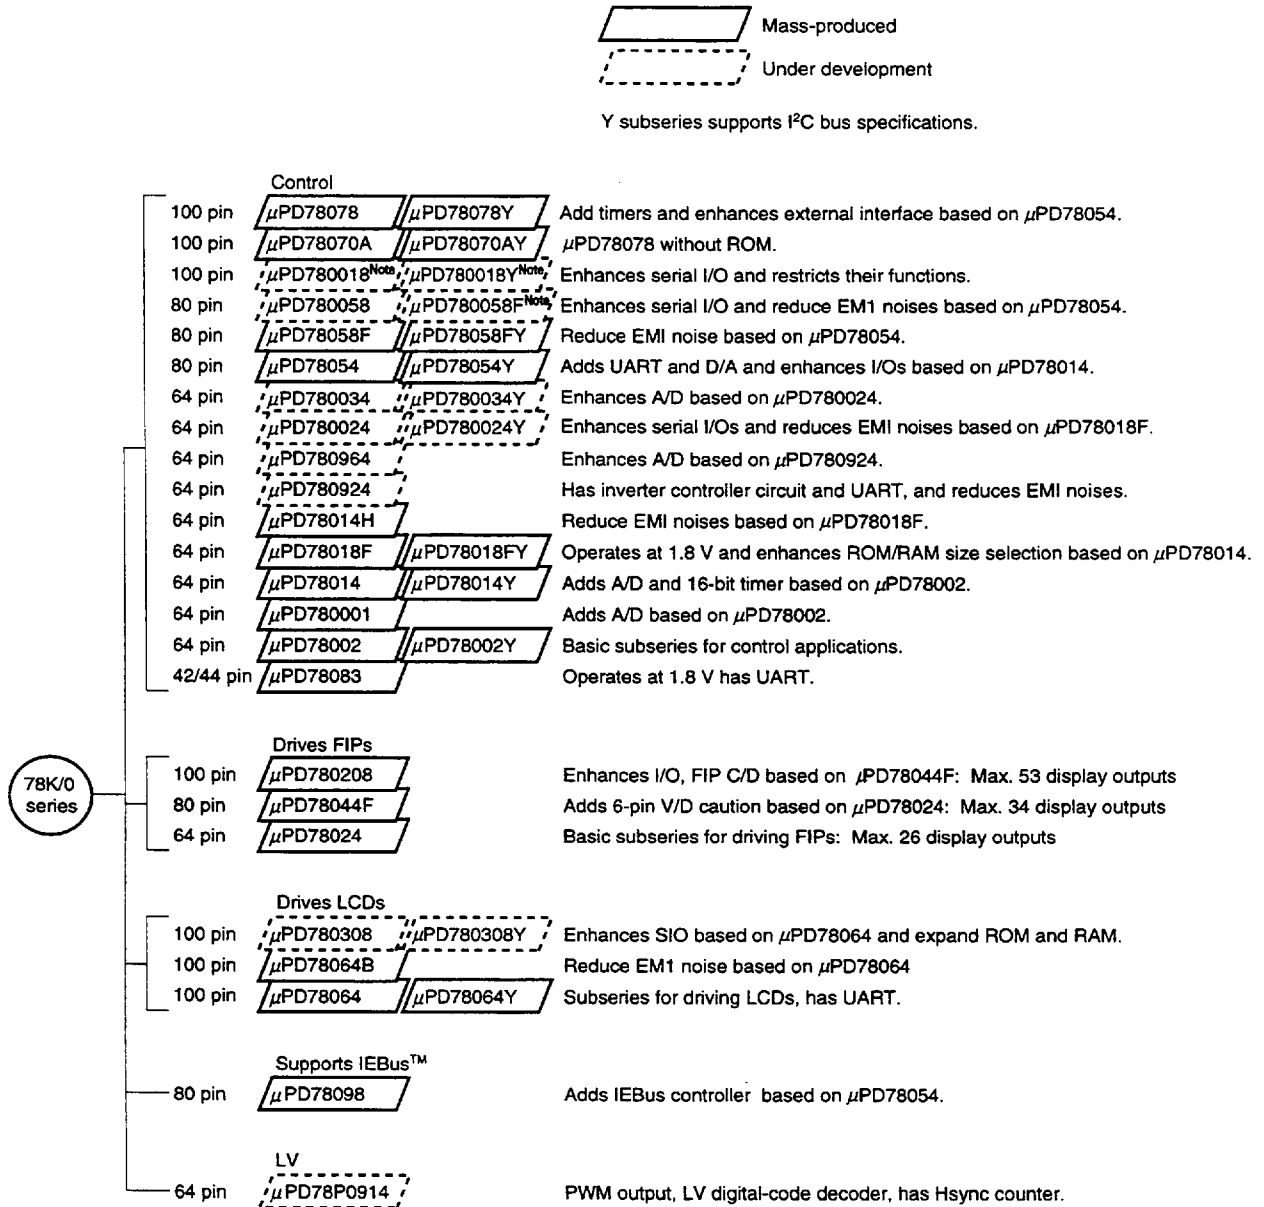 Mass-produced
Under development
Y subseries supports I²C bus specifications.
Control
100 pin μPD78078 μPD78078Y Add timers and enhances external interface based on μPD78054.
100 pin μPD78070A μPD78070AY μPD78078 without ROM.
100 pin μPD780018Note μPD780018YNote Enhances serial I/O and restricts their functions.
80 pin μPD780058 μPD780058FNote Enhances serial I/O and reduce EM1 noises based on μPD78054.
80 pin μPD78058F μPD78058FY Reduce EMI noise based on μPD78054.
80 pin μPD78054 μPD78054Y Adds UART and D/A and enhances I/Os based on μPD78014.
64 pin μPD780034 μPD780034Y Enhances A/D based on μPD780024.
64 pin μPD780024 μPD780024Y Enhances serial I/Os and reduces EMI noises based on μPD78018F.
64 pin μPD780964 Enhances A/D based on μPD780924.
64 pin μPD780924 Has inverter controller circuit and UART, and reduces EMI noises.
64 pin μPD78014H Reduce EMI noises based on μPD78018F.
64 pin μPD78018F μPD78018FY Operates at 1.8 V and enhances ROM/RAM size selection based on μPD78014.
64 pin μPD78014 μPD78014Y Adds A/D and 16-bit timer based on μPD78002.
64 pin μPD780001 Adds A/D based on μPD78002.
64 pin μPD78002 μPD78002Y Basic subseries for control applications.
42/44 pin μPD78083 Operates at 1.8 V has UART.
78K/0
series
Drives FIPs
100 pin μPD780208 Enhances I/O, FIP C/D based on μPD78044F: Max. 53 display outputs
80 pin μPD78044F Adds 6-pin V/D caution based on μPD78024: Max. 34 display outputs
64 pin μPD78024 Basic subseries for driving FIPs: Max. 26 display outputs
Drives LCDs
100 pin μPD780308 μPD780308Y Enhances SIO based on μPD78064 and expand ROM and RAM.
100 pin μPD78064B Reduce EM1 noise based on μPD78064
100 pin μPD78064 μPD78064Y Subseries for driving LCDs, has UART.
Supports IEBus™
80 pin μPD78098 Adds IEBus controller based on μPD78054.
LV
64 pin μPD78P0914 PWM output, LV digital-code decoder, has Hsync counter.